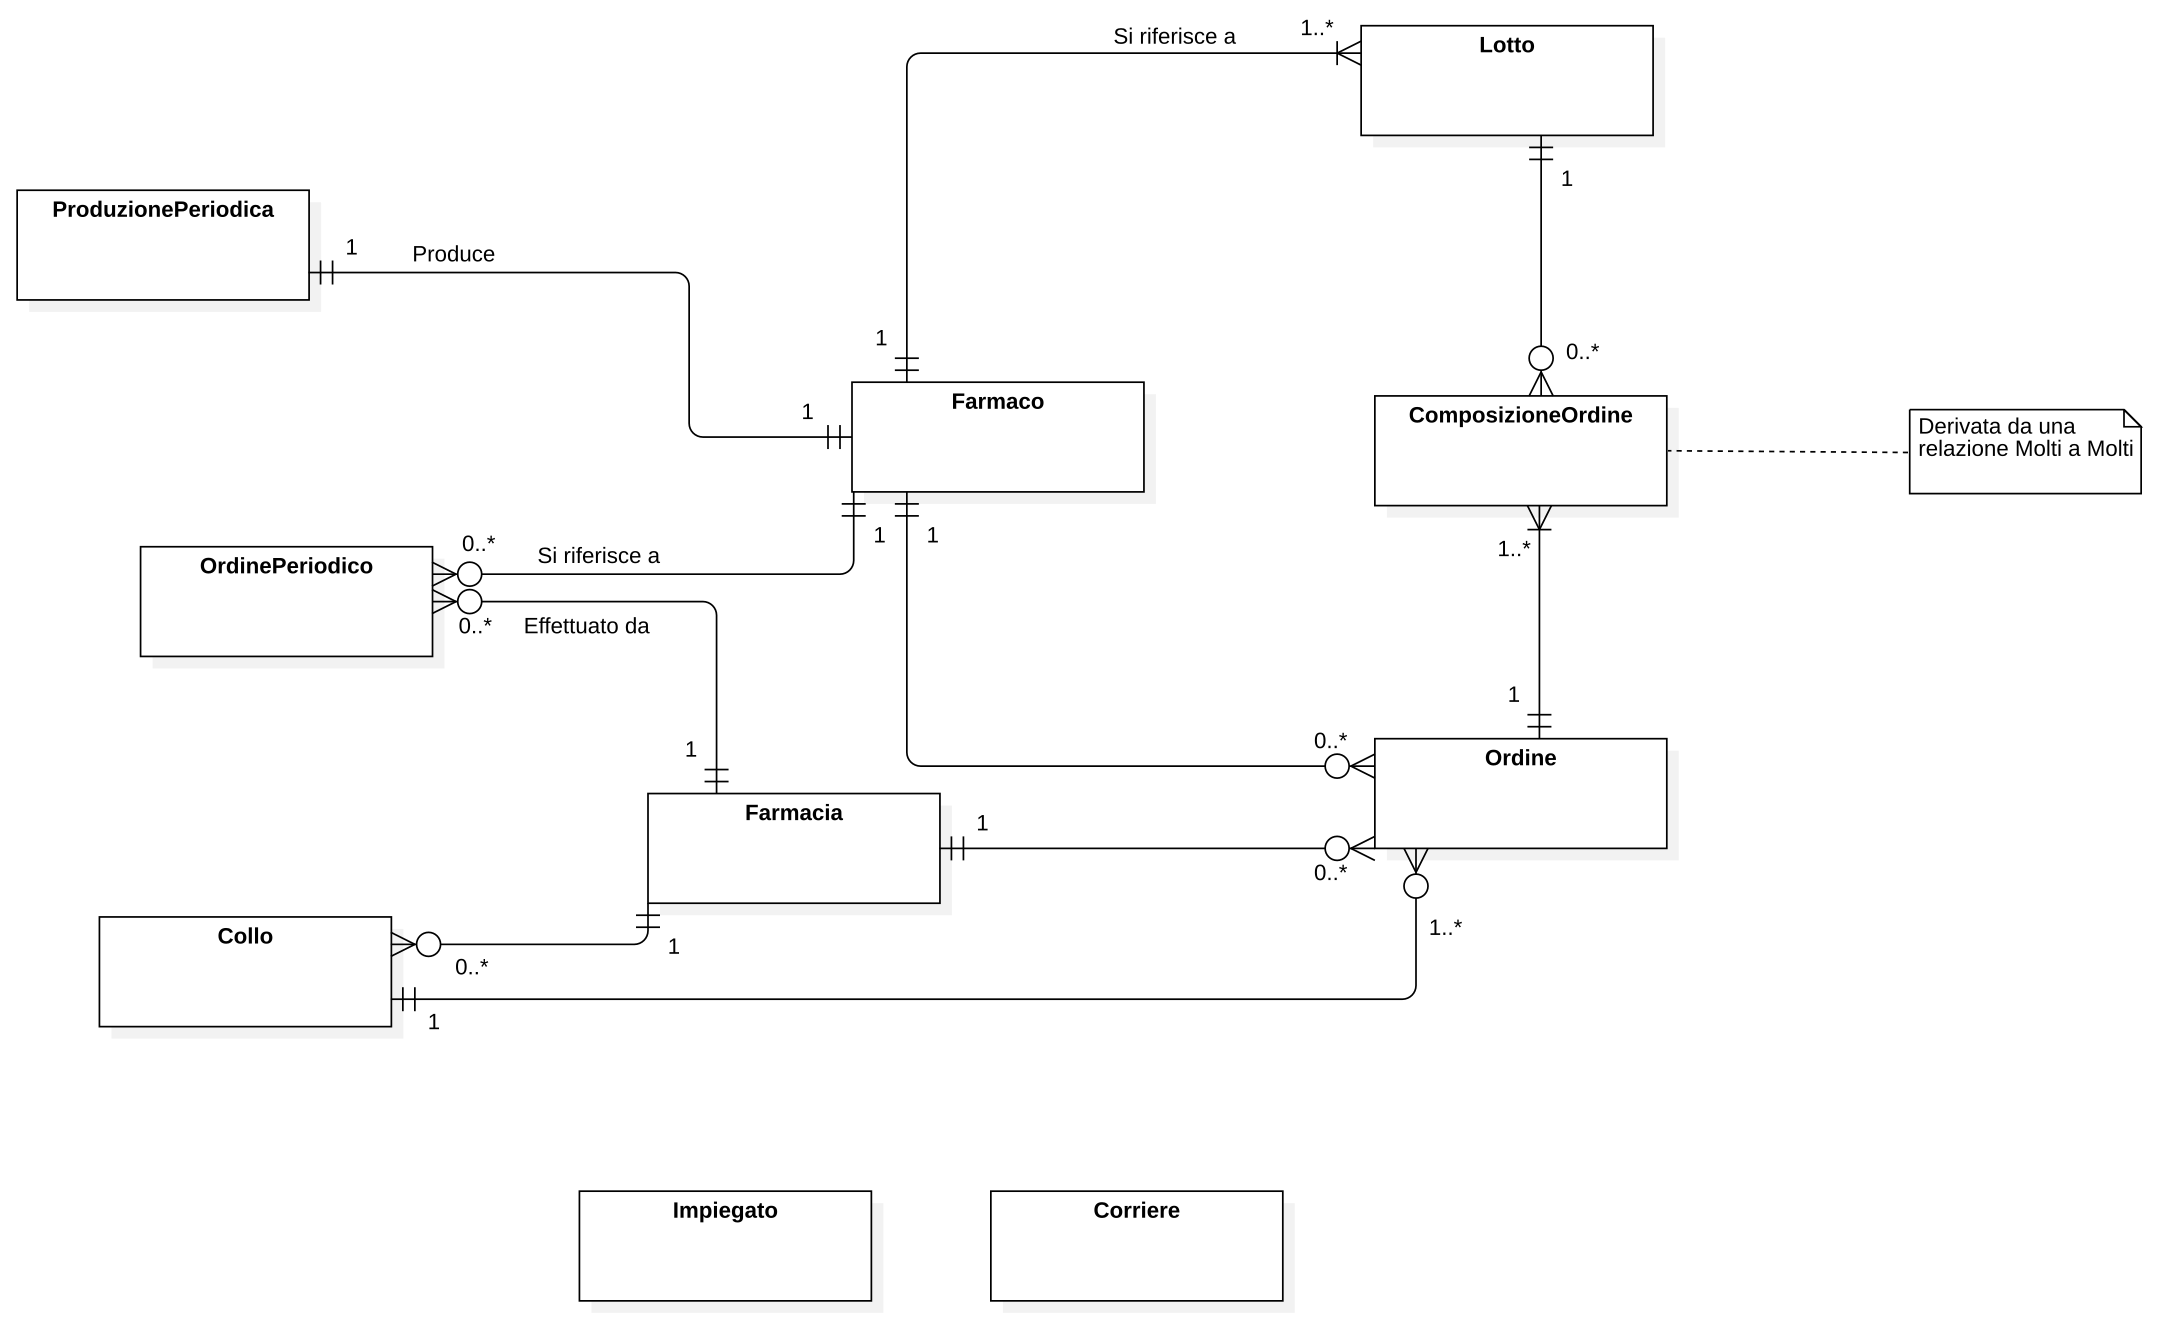 Si riferisce a
1..*
Lotto
1
ProduzionePeriodica
1
Produce
1
1
Farmaco
0..*
ComposizioneOrdine
Derivata da una
relazione Molti a Molti
1
1
0..*
Si riferisce a
OrdinePeriodico
0..*
Effettuato da
1..*
1
1
0..*
Ordine
Farmacia
1
0..*
Collo
1
0..*
1..*
1
Impiegato
Corriere